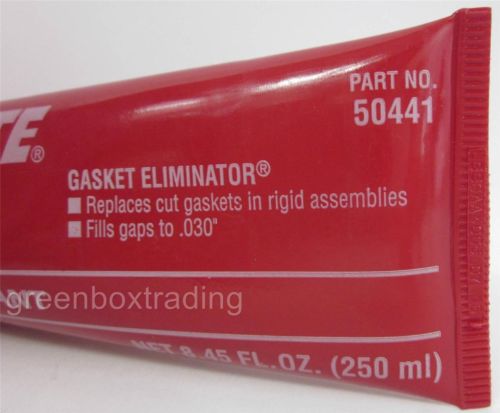 PART NO.
50441
TE®
GASKET ELIMINATOR®
Replaces cut gaskets in rigid assemblies
Fills gaps to .030"
greenboxtrading
NET 8.45 FL.OZ. (250 ml)